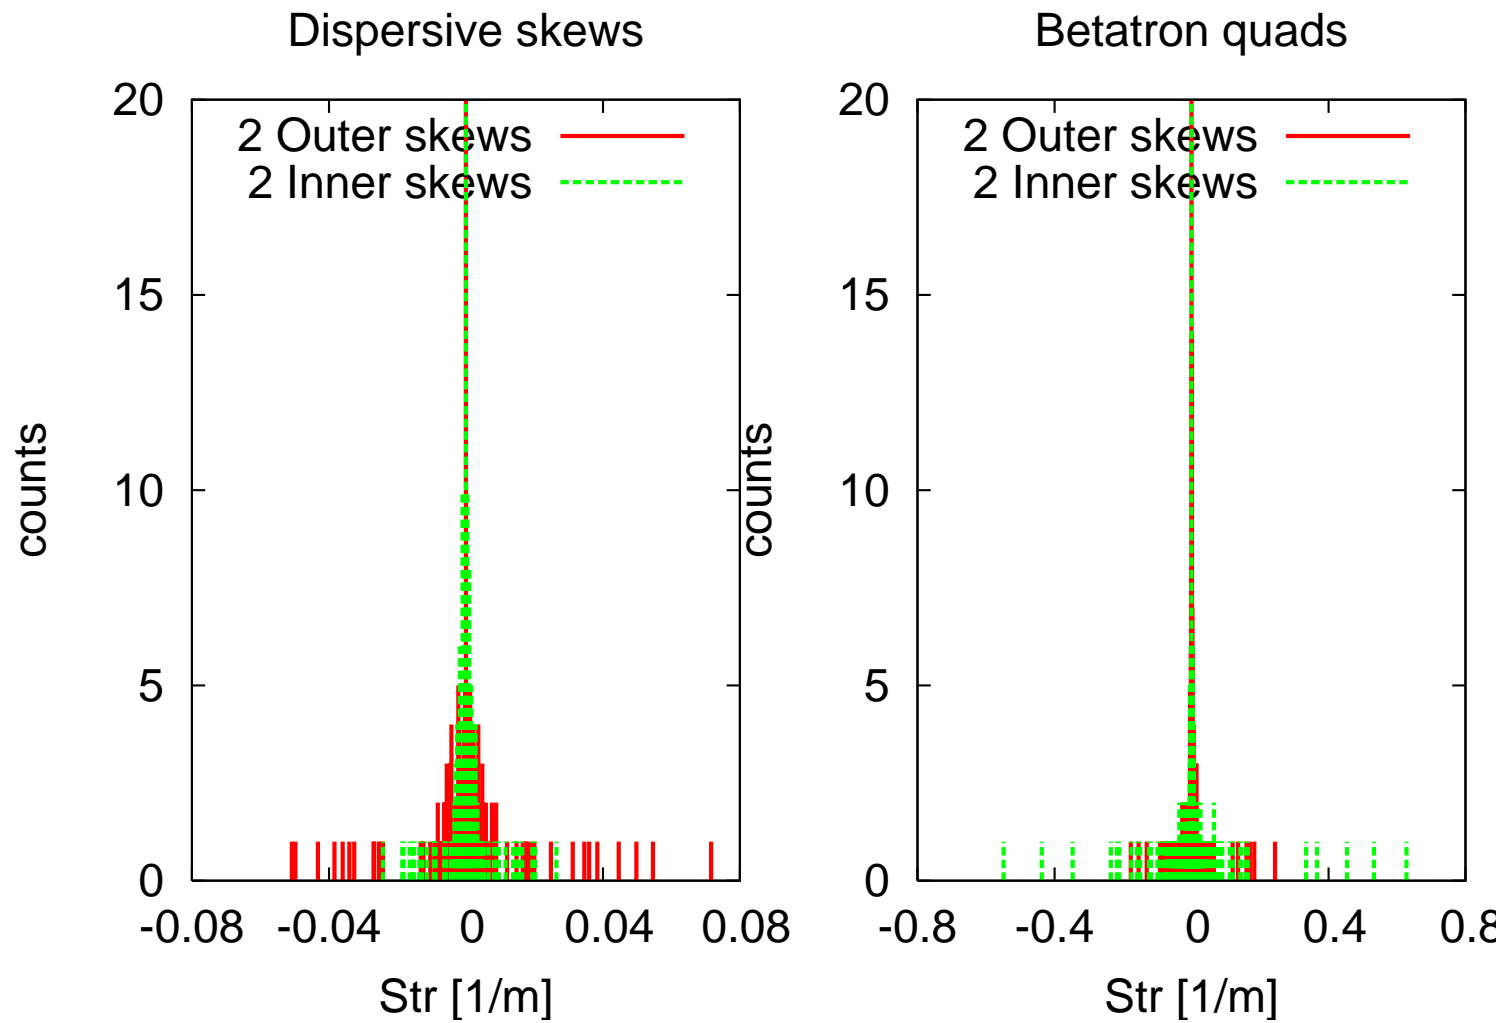 Dispersive skews
20
2 Outer skews
2 Inner skews
15
counts
10
5
0
-0.08 -0.04 0 0.04 0.08
Str [1/m]
Betatron quads
20
2 Outer skews
2 Inner skews
15
counts
10
5
0
-0.8 -0.4 0 0.4 0.8
Str [1/m]